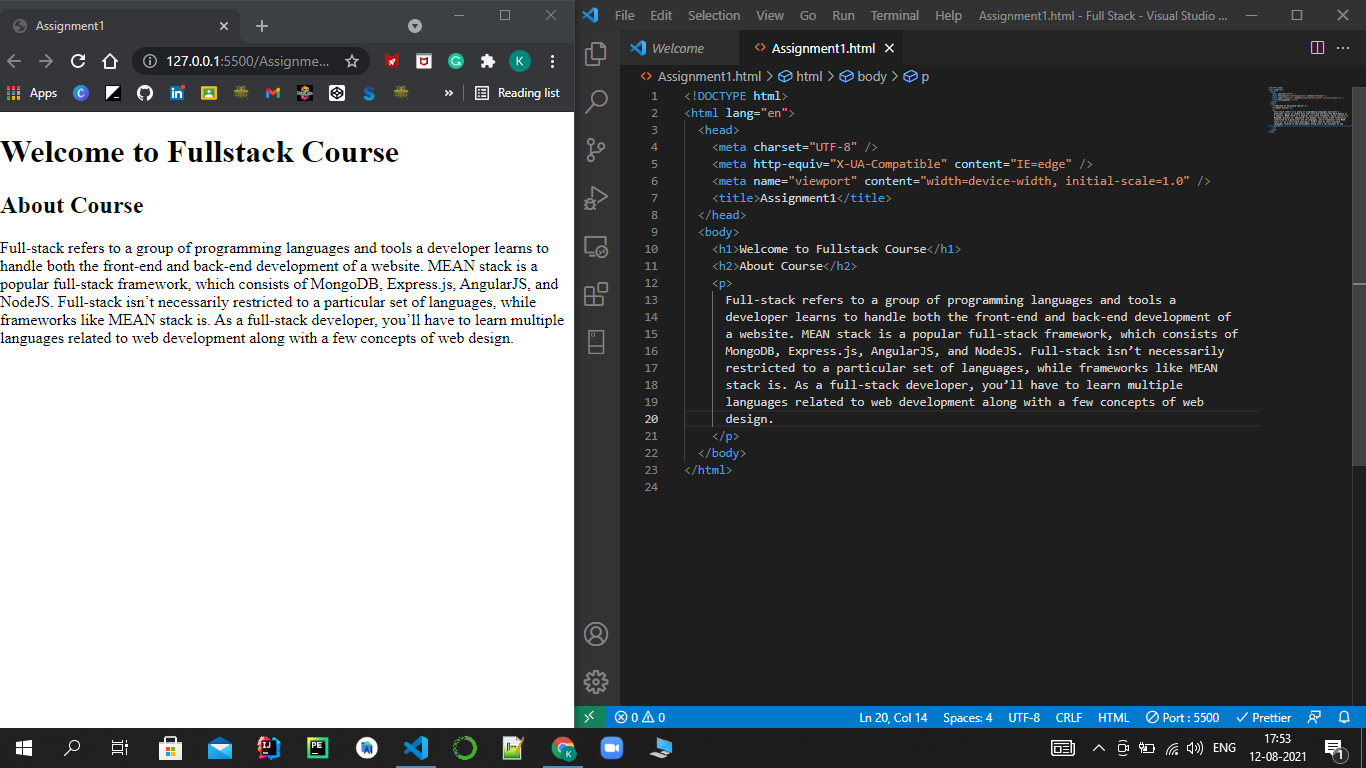 Assignment1
127.0.0.1:5500/Assignme...
K
Apps
»
Reading list
Welcome to Fullstack Course
About Course
Full-stack refers to a group of programming languages and tools a developer learns to
handle both the front-end and back-end development of a website. MEAN stack is a
popular full-stack framework, which consists of MongoDB, Express.js, AngularJS, and
NodeJS. Full-stack isn’t necessarily restricted to a particular set of languages, while
frameworks like MEAN stack is. As a full-stack developer, you’ll have to learn multiple
languages related to web development along with a few concepts of web design.
File Edit Selection View Go Run Terminal Help Assignment1.html - Full Stack - Visual Studio ...
Welcome Assignment1.html
Assignment1.html > html > body > p
1 <!DOCTYPE html>
2 <html lang="en">
3 <head>
4 <meta charset="UTF-8" />
5 <meta http-equiv="X-UA-Compatible" content="IE=edge" />
6 <meta name="viewport" content="width=device-width, initial-scale=1.0" />
7 <title>Assignment1</title>
8 </head>
9 <body>
10 <h1>Welcome to Fullstack Course</h1>
11 <h2>About Course</h2>
12 <p>
13 Full-stack refers to a group of programming languages and tools a
14 developer learns to handle both the front-end and back-end development of
15 a website. MEAN stack is a popular full-stack framework, which consists of
16 MongoDB, Express.js, AngularJS, and NodeJS. Full-stack isn’t necessarily
17 restricted to a particular set of languages, while frameworks like MEAN
18 stack is. As a full-stack developer, you’ll have to learn multiple
19 languages related to web development along with a few concepts of web
20 design.
21 </p>
22 </body>
23 </html>
24
0 0 Ln 20, Col 14 Spaces: 4 UTF-8 CRLF HTML Port : 5500 Prettier
ENG
17:53
12-08-2021
1